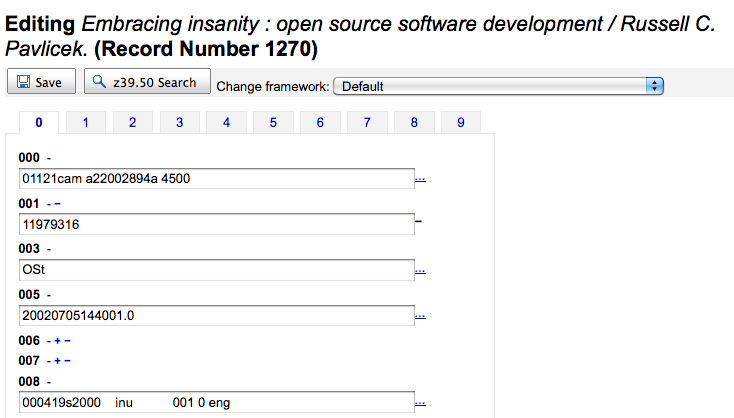 Editing Embracing insanity : open source software development / Russell C.
Pavlicek. (Record Number 1270)
Save z39.50 Search Change framework: Default
0 1 2 3 4 5 6 7 8 9
000 -
01121cam a22002894a 4500 ...
001 - -
11979316
003 -
OSt ...
005 -
20020705144001.0 ...
006 - + -
007 - + -
008 -
000419s2000 inu 001 0 eng ...